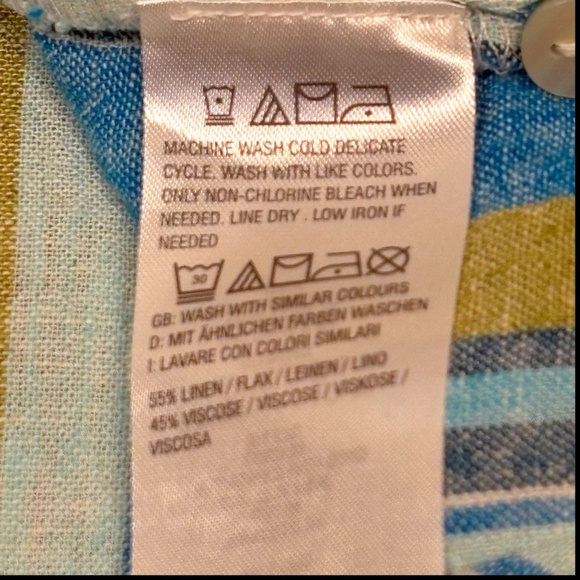 MACHINE WASH COLD DELICATE
CYCLE. WASH WITH LIKE COLORS.
ONLY NON-CHLORINE BLEACH WHEN
NEEDED. LINE DRY . LOW IRON IF
NEEDED
30
GB: WASH WITH SIMILAR COLOURS
D: MIT ÄHNLICHEN FARBEN WASCHEN
I: LAVARE CON COLORI SIMILARI
55% LINEN / FLAX / LEINEN / LINO
45% VISCOSE / VISCOSE / VISKOSE /
VISCOSA